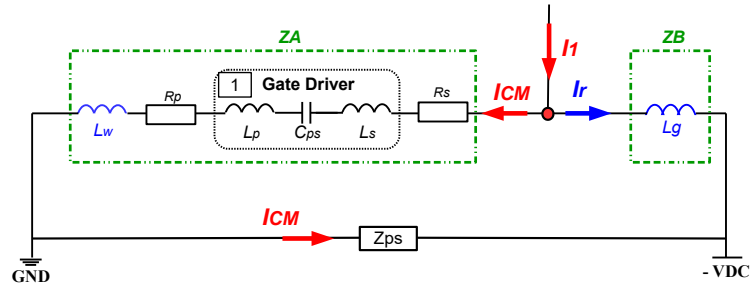 ZA
ZB
I1
1 Gate Driver
Rp
Rs
ICM
Ir
Lw
Lp
Cps
Ls
Lg
ICM
Zps
GND
- VDC